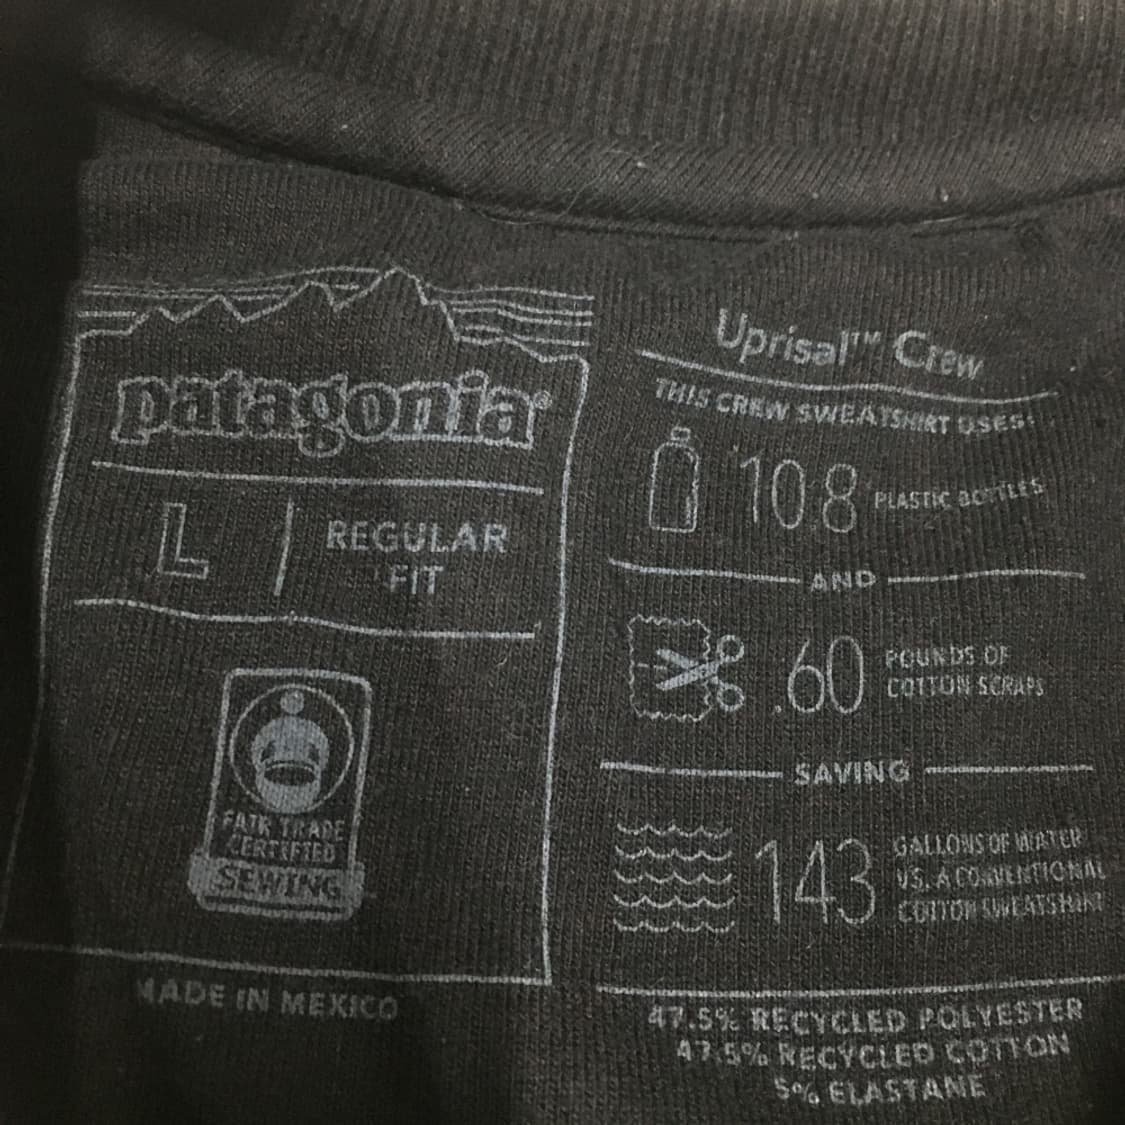 patagonia®
L
REGULAR
FIT
FAIR TRADE
CERTIFIED
SEWING
MADE IN MEXICO
Uprisal™ Crew
THIS CREW SWEATSHIRT USES:
10.8 PLASTIC BOTTLES
AND
.60 POUNDS OF
COTTON SCRAPS
SAVING
143 GALLONS OF WATER
VS. A CONVENTIONAL
COTTON SWEATSHIRT
47.5% RECYCLED POLYESTER
47.5% RECYCLED COTTON
5% ELASTANE